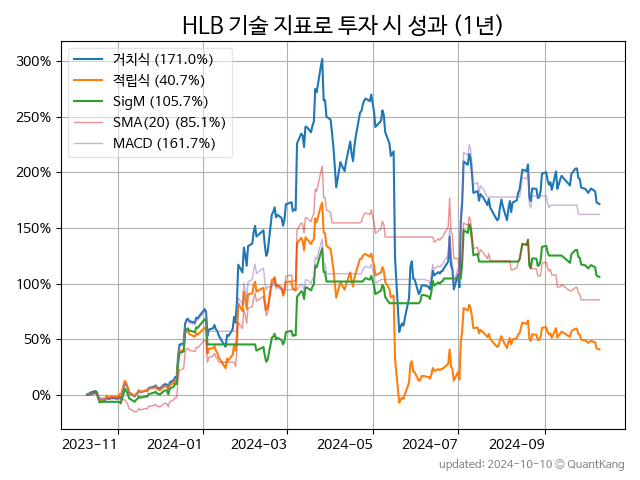 HLB 기술 지표로 투자 시 성과 (1년)
거치식 (171.0%)
적립식 (40.7%)
SigM (105.7%)
SMA(20) (85.1%)
MACD (161.7%)
300%
250%
200%
150%
100%
50%
0%
2023-11 2024-01 2024-03 2024-05 2024-07 2024-09
updated: 2024-10-10 © QuantKang